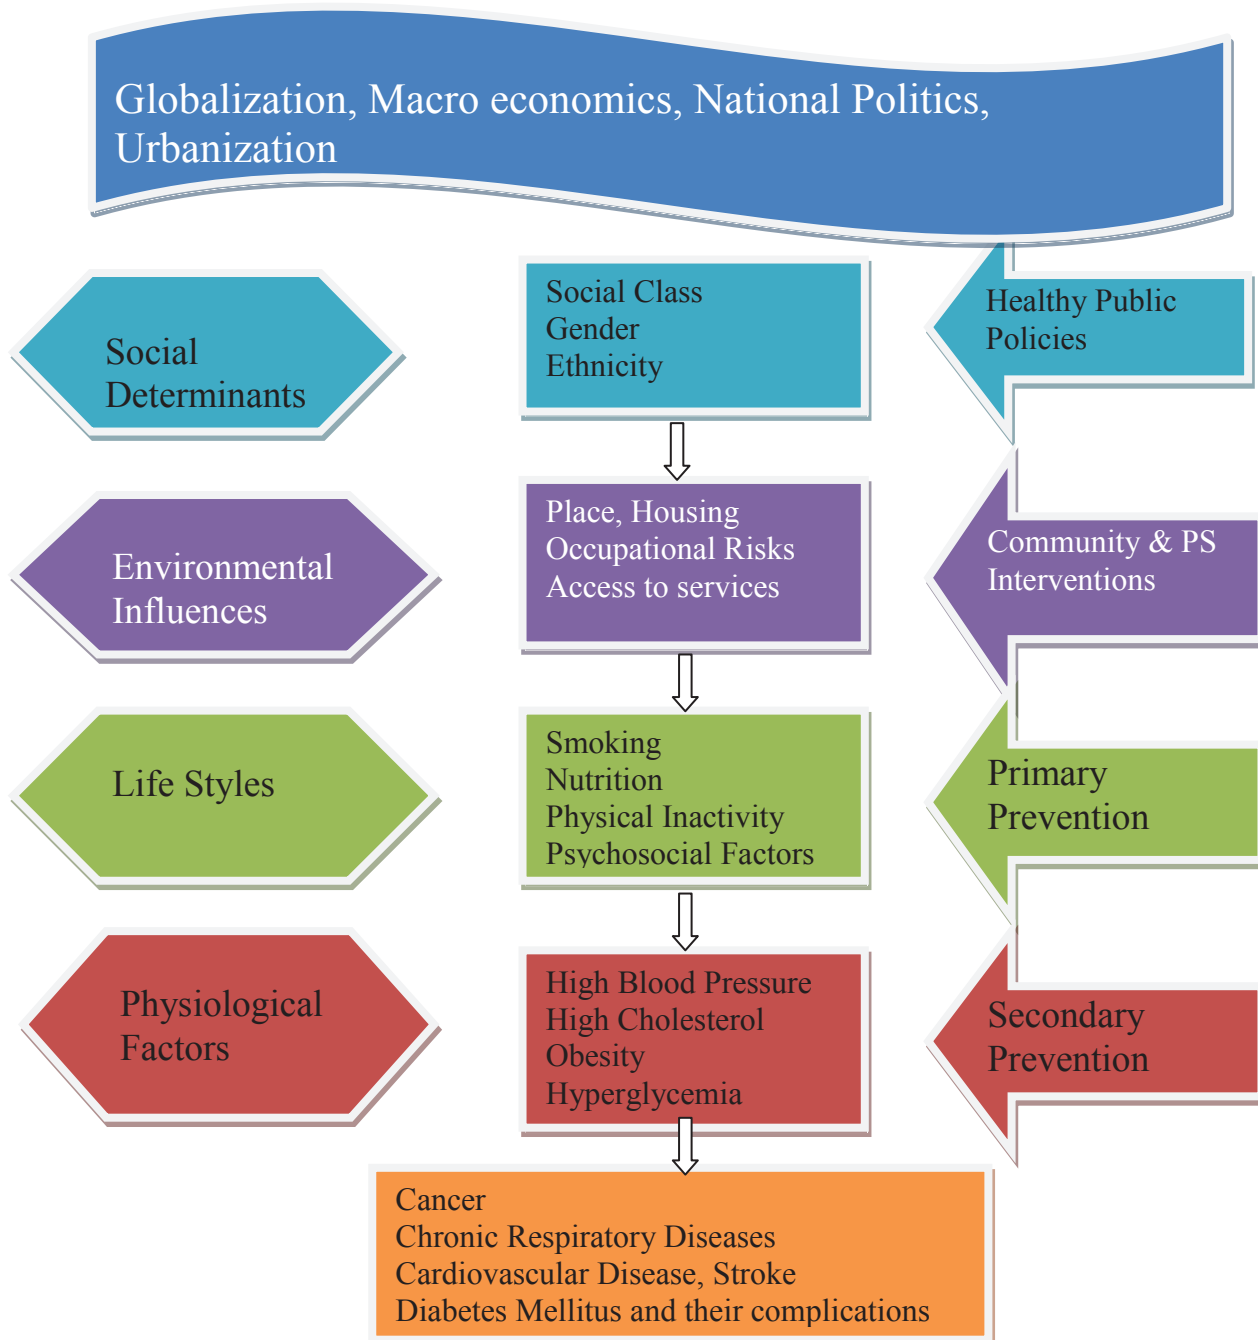 Globalization, Macro economics, National Politics,
Urbanization
Social
Determinants
Social Class
Gender
Ethnicity
Healthy Public
Policies
Environmental
Influences
Place, Housing
Occupational Risks
Access to services
Community & PS
Interventions
Life Styles
Smoking
Nutrition
Physical Inactivity
Psychosocial Factors
Primary
Prevention
Physiological
Factors
High Blood Pressure
High Cholesterol
Obesity
Hyperglycemia
Secondary
Prevention
Cancer
Chronic Respiratory Diseases
Cardiovascular Disease, Stroke
Diabetes Mellitus and their complications